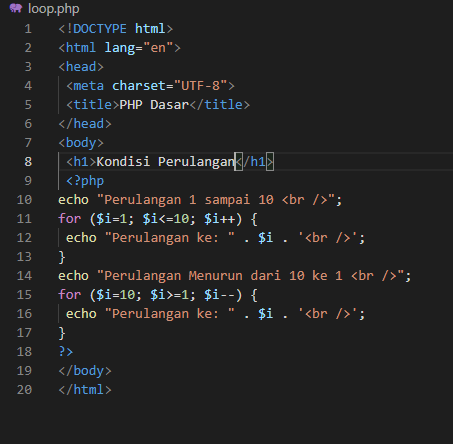 loop.php
1 <!DOCTYPE html>
2 <html lang="en">
3 <head>
4 <meta charset="UTF-8">
5 <title>PHP Dasar</title>
6 </head>
7 <body>
8 <h1>Kondisi Perulangan</h1>
9 <?php
10 echo "Perulangan 1 sampai 10 <br />";
11 for ($i=1; $i<=10; $i++) {
12 echo "Perulangan ke: " . $i . '<br />';
13 }
14 echo "Perulangan Menurun dari 10 ke 1 <br />";
15 for ($i=10; $i>=1; $i--) {
16 echo "Perulangan ke: " . $i . '<br />';
17 }
18 ?>
19 </body>
20 </html>